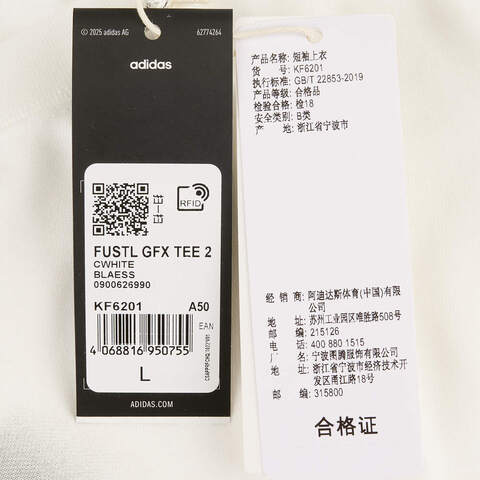 © 2025 adidas AG
62774264
adidas
RFID
FUSTL GFX TEE 2
CWHITE
BLAESS
0900626990
KF6201 A50
EAN
4 068816 950755
L
ADIDAS.COM
产品名称: 短袖上衣
货 号: KF6201
执行标准: GB/T 22853-2019
产品等级: 合格品
检验合格: 检18
安全类别: B类
产 地: 浙江省宁波市
经 销 商: 阿迪达斯体育(中国)有限
公司
地 址: 苏州工业园区唯胜路508号
邮 编: 215126
电 话: 400 880 1515
厂 商: 宁波图腾服饰有限公司
地 址: 浙江省宁波市经济技术开
发区甬江路18号
邮 编: 315800
合格证